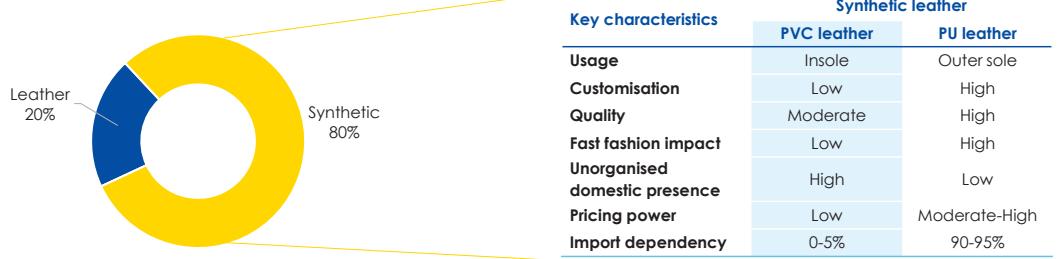 Leather
20%
Synthetic
80%
Key characteristics
Synthetic leather
PVC leather PU leather
Usage Insole Outer sole
Customisation Low High
Quality Moderate High
Fast fashion impact Low High
Unorganised
domestic presence High Low
Pricing power Low Moderate-High
Import dependency 0-5% 90-95%